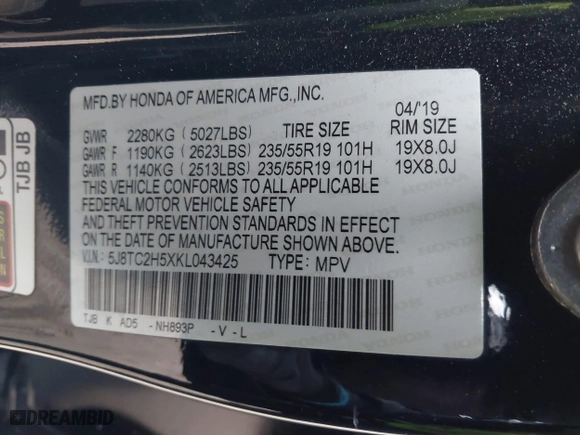 MFD.BY HONDA OF AMERICA MFG.,INC.
04/'19
GVWR 2280KG (5027LBS) TIRE SIZE RIM SIZE
GAWR F 1190KG (2623LBS) 235/55R19 101H 19X8.0J
GAWR R 1140KG (2513LBS) 235/55R19 101H 19X8.0J
THIS VEHICLE CONFORMS TO ALL APPLICABLE
FEDERAL MOTOR VEHICLE SAFETY
AND THEFT PREVENTION STANDARDS IN EFFECT
ON THE DATE OF MANUFACTURE SHOWN ABOVE.
V.I.N.: 5J8TC2H5XKL043425 TYPE: MPV
TJB K AD5 -NH893P -V-L
TJB JB
DREAMBID